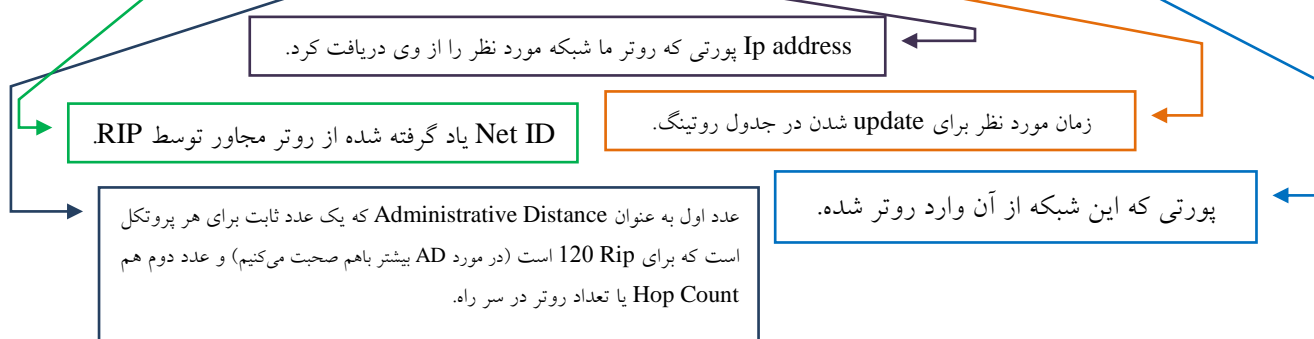 Ip address پورتی که روتر ما شبکه مورد نظر را از وی دریافت کرد.
زمان مورد نظر برای update شدن در جدول روتینگ.
Net ID یاد گرفته شده از روتر مجاور توسط RIP.
پورتی که این شبکه از آن وارد روتر شده.
عدد اول به عنوان Administrative Distance که یک عدد ثابت برای هر پروتکل
است که برای Rip 120 است (در مورد AD بیشتر باهم صحبت می‌کنیم) و عدد دوم هم
Hop Count یا تعداد روتر در سر راه.